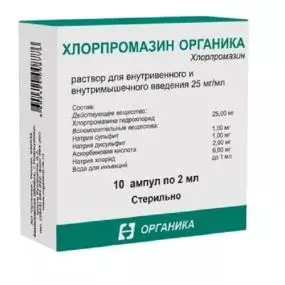 ХЛОРПРОМАЗИН ОРГАНИКА
Хлорпромазин
раствор для внутривенного и
внутримышечного введения 25 мг/мл
Состав:
Действующее вещество:
Хлорпромазина гидрохлорид 25,00 мг
Вспомогательные вещества:
Натрия сульфит 1,00 мг
Натрия дисульфит 1,00 мг
Аскорбиновая кислота 2,00 мг
Натрия хлорид 6,00 мг
Вода для инъекций до 1 мл
10 ампул по 2 мл
Стерильно
ОРГАНИКА